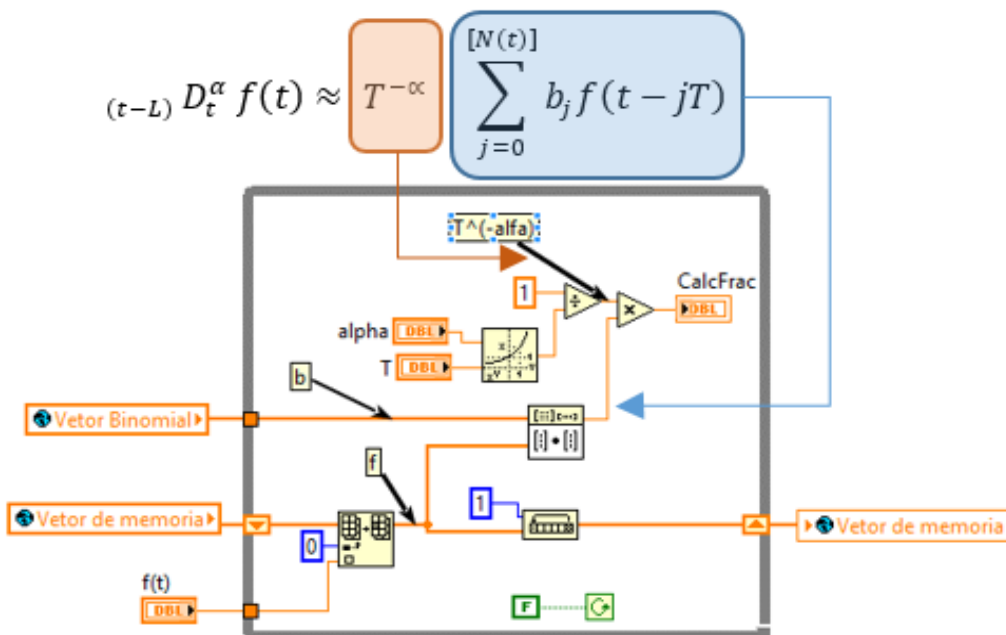 (t−L) D_t^α f(t) ≈ T^{−∝} \sum_{j=0}^{[N(t)]} b_j f(t − jT)
T^(-alfa)
CalcFrac
1
÷
×
DBL
alpha
DBL
T
DBL
b
Vetor Binomial
f
1
Vetor de memoria
Vetor de memoria
0
f(t)
DBL
F